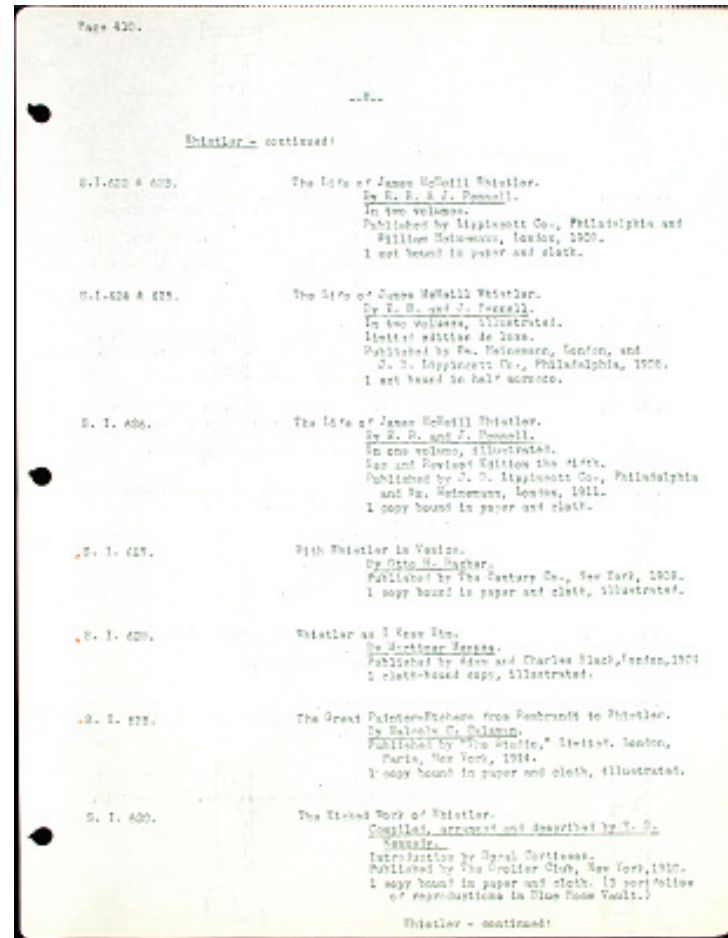 Page 410.
--W--
Whistler - continued:
S.I.622 & 623. The Life of James McNeill Whistler.
By E. R. & J. Pennell.
In two volumes.
Published by Lippincott Co., Philadelphia and
William Heinemann, London, 1908.
1 set bound in paper and cloth.
S.I.624 & 625. The Life of James McNeill Whistler.
By E. R. and J. Pennell.
In two volumes, illustrated.
Limited edition de luxe.
Published by Wm. Heinemann, London, and
J. B. Lippincott Co., Philadelphia, 1908.
1 set bound in half morocco.
S. I. 626. The Life of James McNeill Whistler.
By E. R. and J. Pennell.
In one volume, illustrated.
New and Revised Edition the fifth.
Published by J. B. Lippincott Co., Philadelphia
and Wm. Heinemann, London, 1911.
1 copy bound in paper and cloth.
S. I. 627. With Whistler in Venice.
By Otto H. Bacher.
Published by The Century Co., New York, 1908.
1 copy bound in paper and cloth, illustrated.
S. I. Whistler as I Knew Him.
By Mortimer Menpes.
Published by Adam and Charles Black,London,1904
1 cloth-bound copy, illustrated.
S. I. The Great Painter-Etchers from Rembrandt to Whistler.
By Malcolm C. Salaman.
Published by "The Studio," Limited. London,
Paris, New York, 1914.
1 copy bound in paper and cloth, illustrated.
S. I. 630. The Etched Work of Whistler.
Compiled, arranged and described by E. G.
Kennedy.
Introduction by Royal Cortissoz.
Published by The Grolier Club, New York,1910.
1 copy bound in paper and cloth. (3 portfolios
of reproductions in Blue Room Vault.)
Whistler - continued: